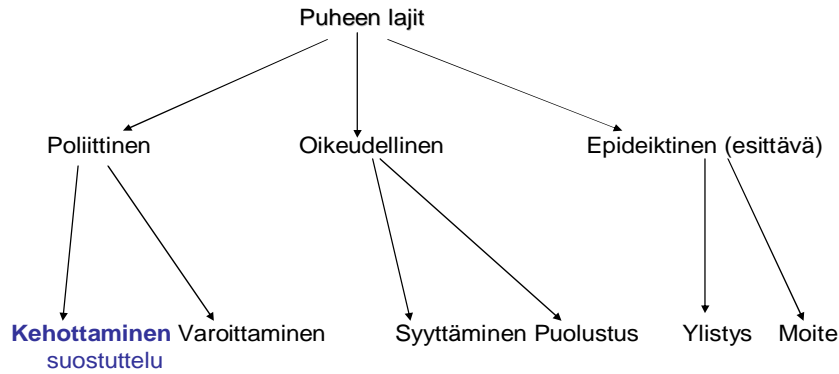 Puheen lajit
Poliittinen
Oikeudellinen
Epideiktinen (esittävä)
Kehottaminen Varoittaminen
Syyttäminen Puolustus
Ylistys
Moite
suostuttelu